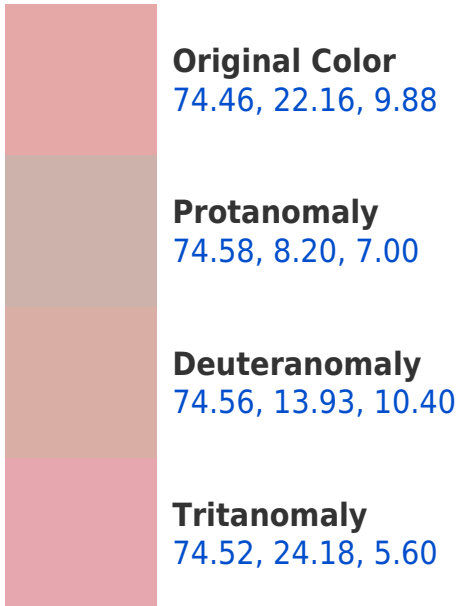 Original Color
74.46, 22.16, 9.88
Protanomaly
74.58, 8.20, 7.00
Deuteranomaly
74.56, 13.93, 10.40
Tritanomaly
74.52, 24.18, 5.60